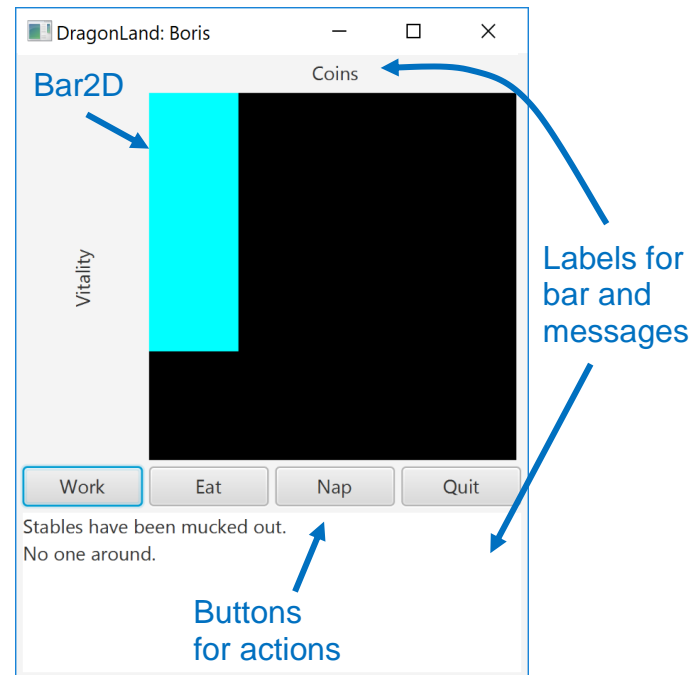 DragonLand: Boris
Coins
Bar2D
Vitality
Labels for
bar and
messages
Work Eat Nap Quit
Stables have been mucked out.
No one around.
Buttons
for actions